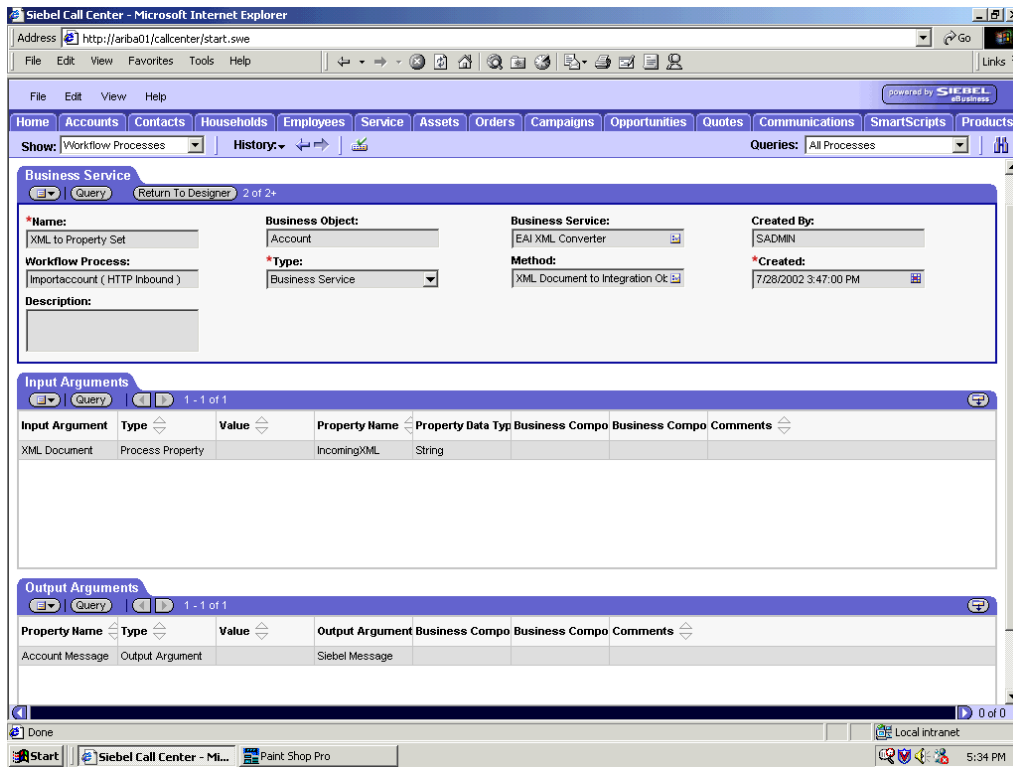 Siebel Call Center - Microsoft Internet Explorer
Address http://ariba01/callcenter/start.swe Go
File Edit View Favorites Tools Help Links
File Edit View Help powered by SIEBEL eBusiness
Home Accounts Contacts Households Employees Service Assets Orders Campaigns Opportunities Quotes Communications SmartScripts Products
Show: Workflow Processes History: Queries: All Processes
Business Service
Query Return To Designer 2 of 2+
*Name: Business Object: Business Service: Created By:
XML to Property Set Account EAI XML Converter SADMIN
Workflow Process: *Type: Method: *Created:
Importaccount ( HTTP Inbound ) Business Service XML Document to Integration Ob 7/28/2002 3:47:00 PM
Description:
Input Arguments
Query 1 - 1 of 1
Input Argument Type Value Property Name Property Data Typ Business Compo Business Compo Comments
XML Document Process Property IncomingXML String
Output Arguments
Query 1 - 1 of 1
Property Name Type Value Output Argument Business Compo Business Compo Comments
Account Message Output Argument Siebel Message
0 of 0
Done Local intranet
Start Siebel Call Center - Mi... Paint Shop Pro 5:34 PM